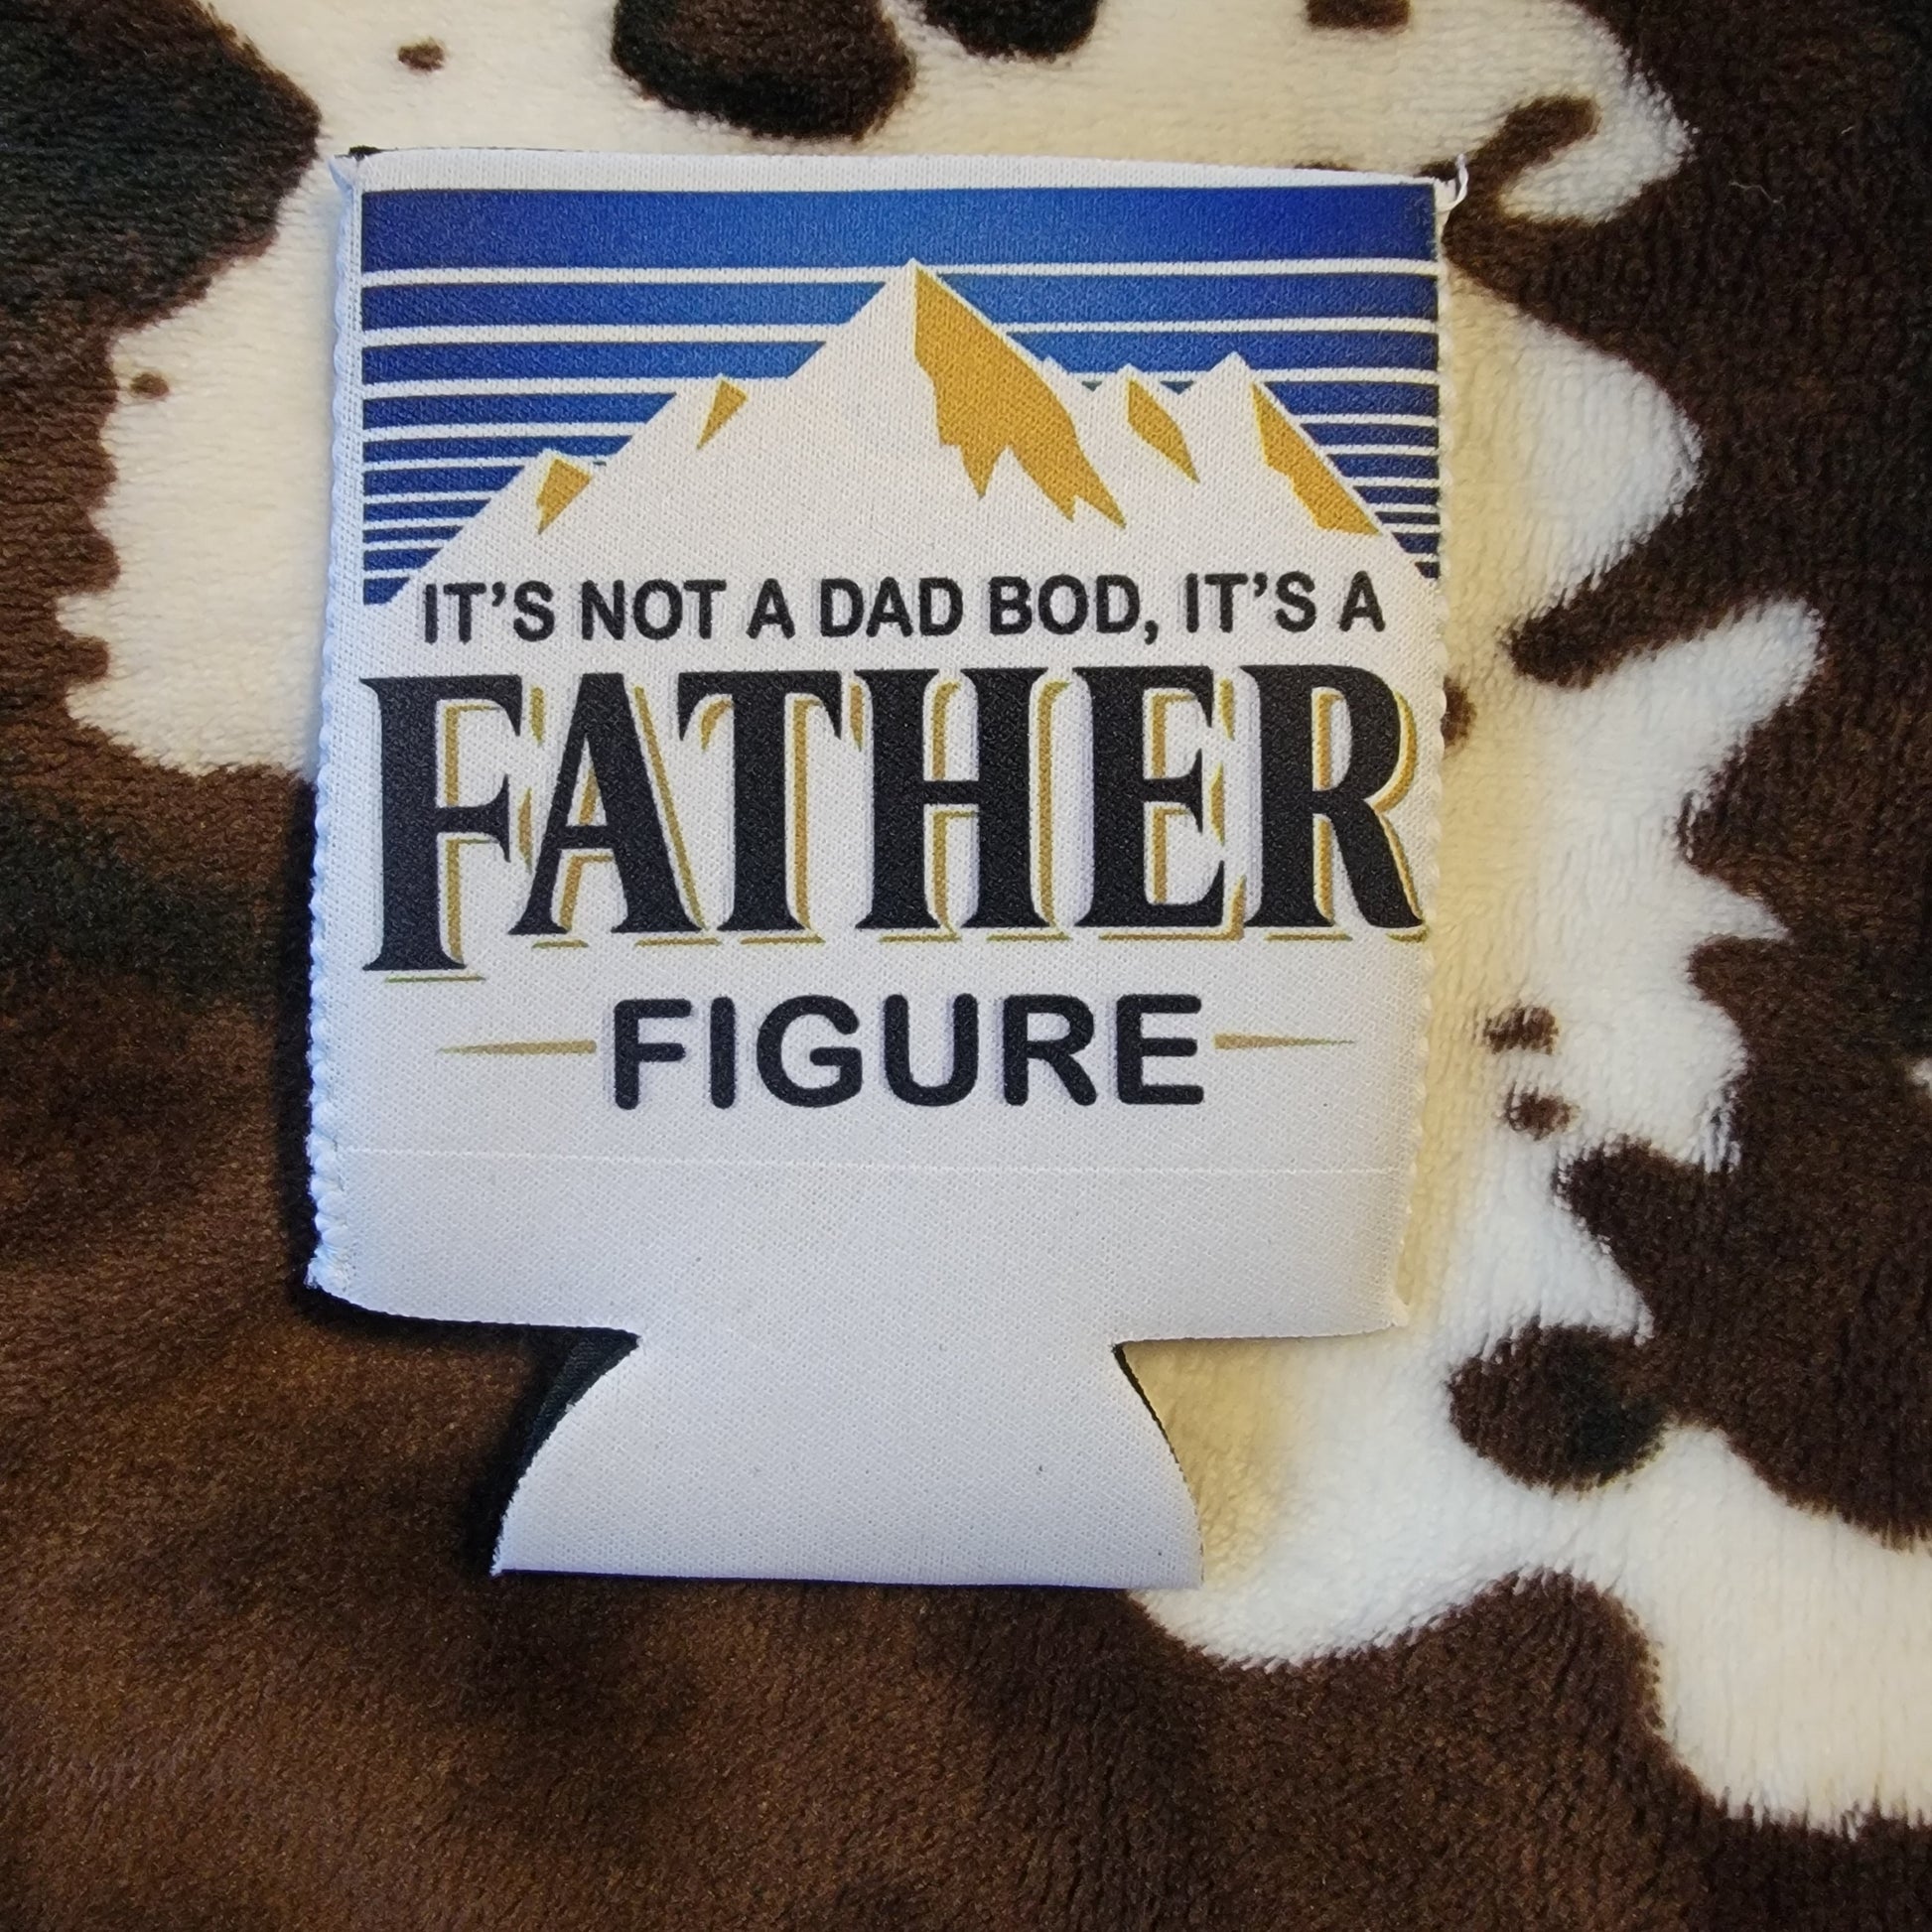 IT'S NOT A DAD BOD, IT'S A
FATHER
FIGURE